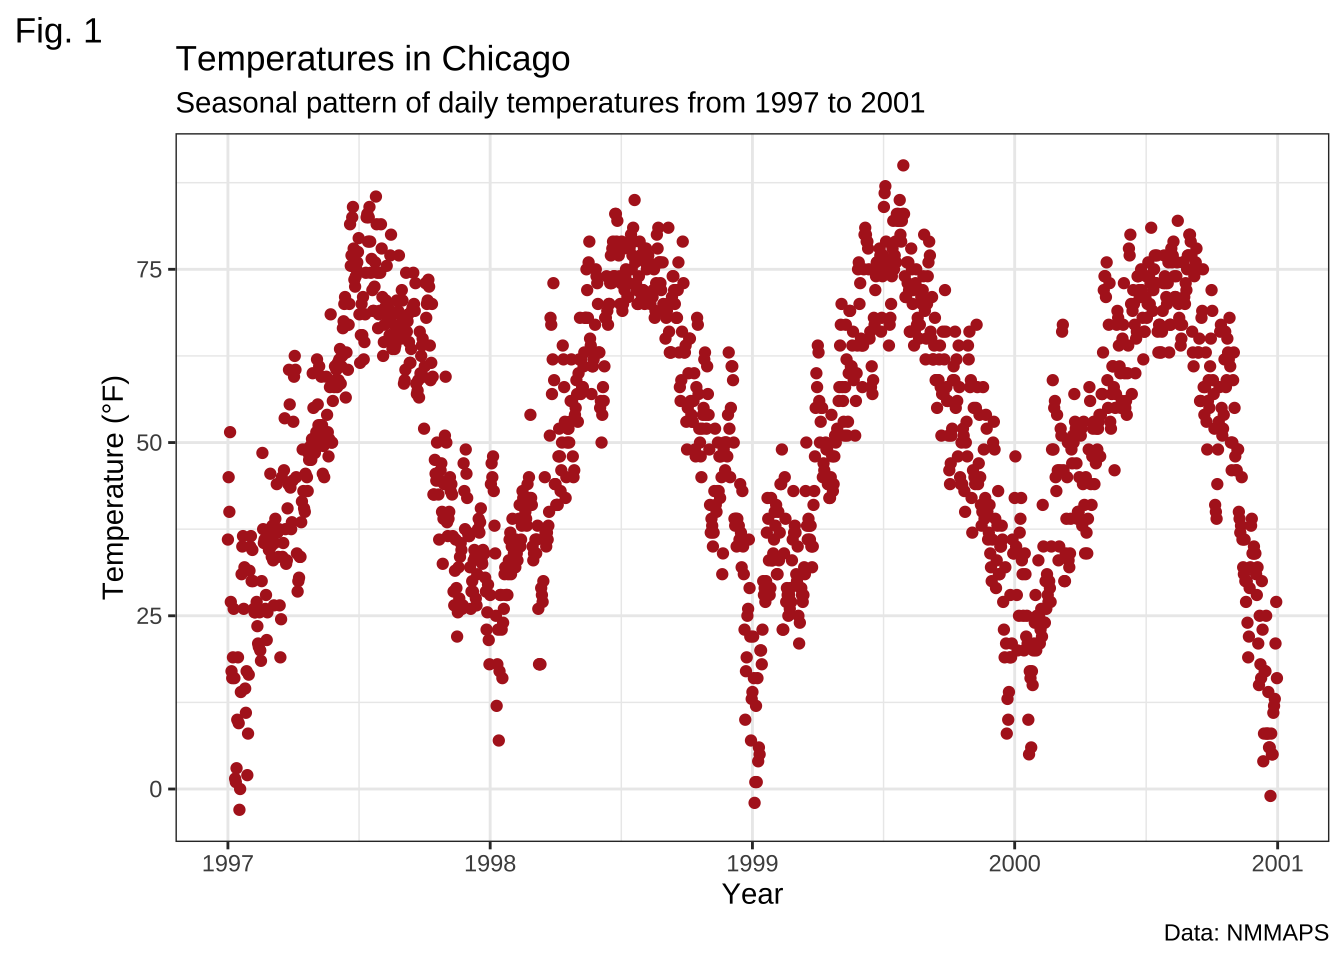 Fig. 1
Temperatures in Chicago
Seasonal pattern of daily temperatures from 1997 to 2001
Temperature (°F)
75
50
25
0
1997 1998 1999 2000 2001
Year
Data: NMMAPS